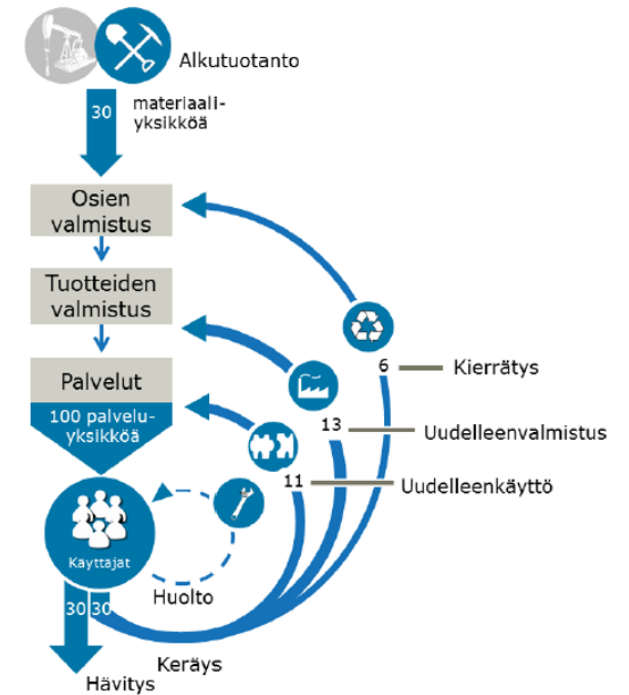 Alkutuotanto
30
materiaali-
yksikköä
Osien
valmistus
Tuotteiden
valmistus
Palvelut
100 palvelu-
yksikköä
6
Kierrätys
13
Uudelleenvalmistus
11
Uudelleenkäyttö
Käyttajat
Huolto
30 30
Keräys
Hävitys